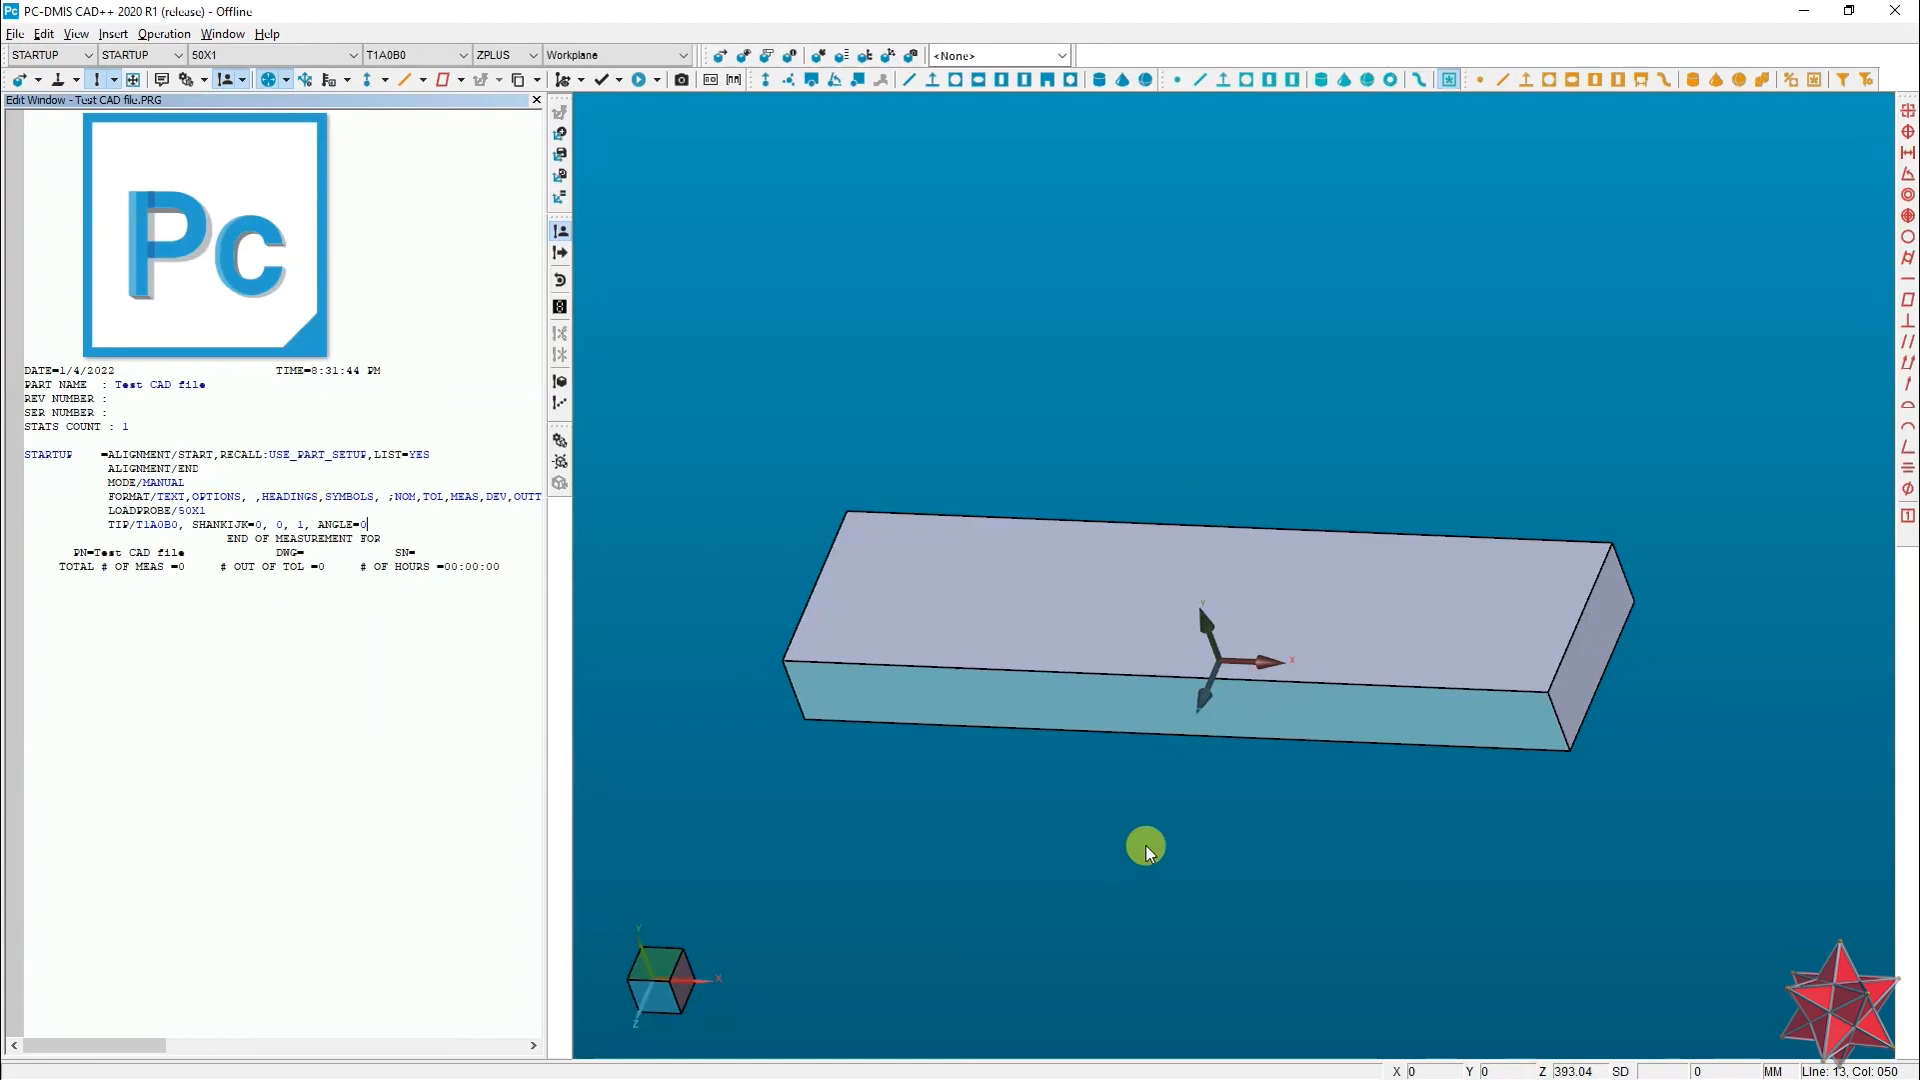 Pc PC-DMIS CAD++ 2020 R1 (release) - Offline
File Edit View Insert Operation Window Help
STARTUP STARTUP 50X1 T1A0B0 ZPLUS Workplane <None>
Edit Window - Test CAD file.PRG
Pc
DATE=1/4/2022 TIME=8:31:44 PM
PART NAME : Test CAD file
REV NUMBER :
SER NUMBER :
STATS COUNT : 1
STARTUP =ALIGNMENT/START,RECALL:USE_PART_SETUP,LIST=YES
ALIGNMENT/END
MODE/MANUAL
FORMAT/TEXT,OPTIONS, ,HEADINGS,SYMBOLS, ;NOM,TOL,MEAS,DEV,OUTT
LOADPROBE/50X1
TIP/T1A0B0, SHANKIJK=0, 0, 1, ANGLE=0
END OF MEASUREMENT FOR
PN=Test CAD file DWG= SN=
TOTAL # OF MEAS =0 # OUT OF TOL =0 # OF HOURS =00:00:00
Y
X
Y
X
Z
X 0 Y 0 Z 393.04 SD 0 MM Line: 13, Col: 050